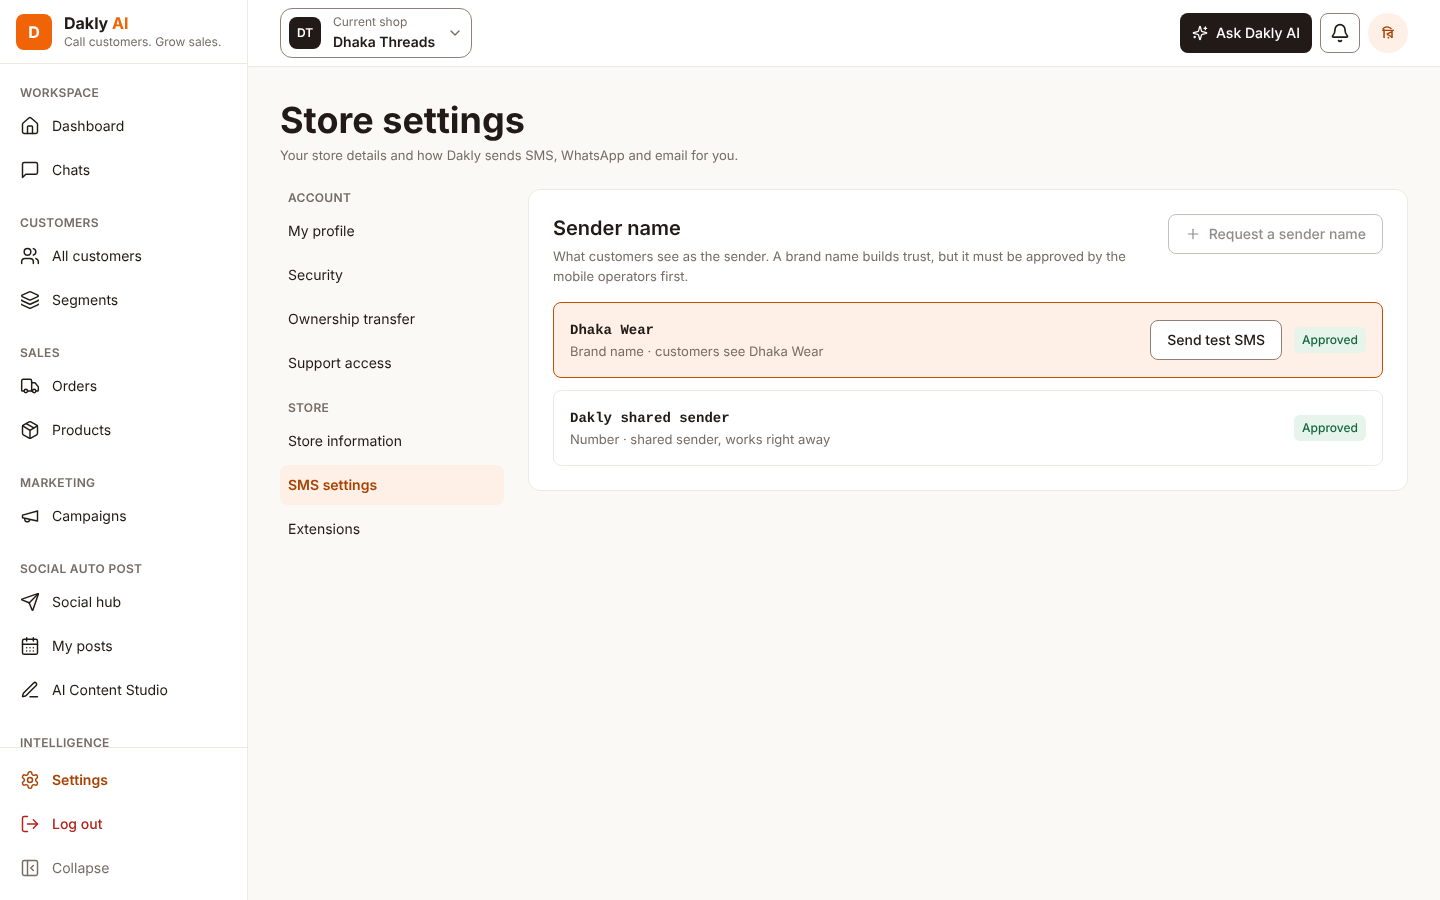 D
Dakly AI
Call customers. Grow sales.
WORKSPACE
Dashboard
Chats
CUSTOMERS
All customers
Segments
SALES
Orders
Products
MARKETING
Campaigns
SOCIAL AUTO POST
Social hub
My posts
AI Content Studio
INTELLIGENCE
Settings
Log out
Collapse
DT
Current shop
Dhaka Threads
Ask Dakly AI
রি
Store settings
Your store details and how Dakly sends SMS, WhatsApp and email for you.
ACCOUNT
My profile
Security
Ownership transfer
Support access
STORE
Store information
SMS settings
Extensions
Sender name
What customers see as the sender. A brand name builds trust, but it must be approved by the
mobile operators first.
Request a sender name
Dhaka Wear
Brand name · customers see Dhaka Wear
Send test SMS
Approved
Dakly shared sender
Number · shared sender, works right away
Approved